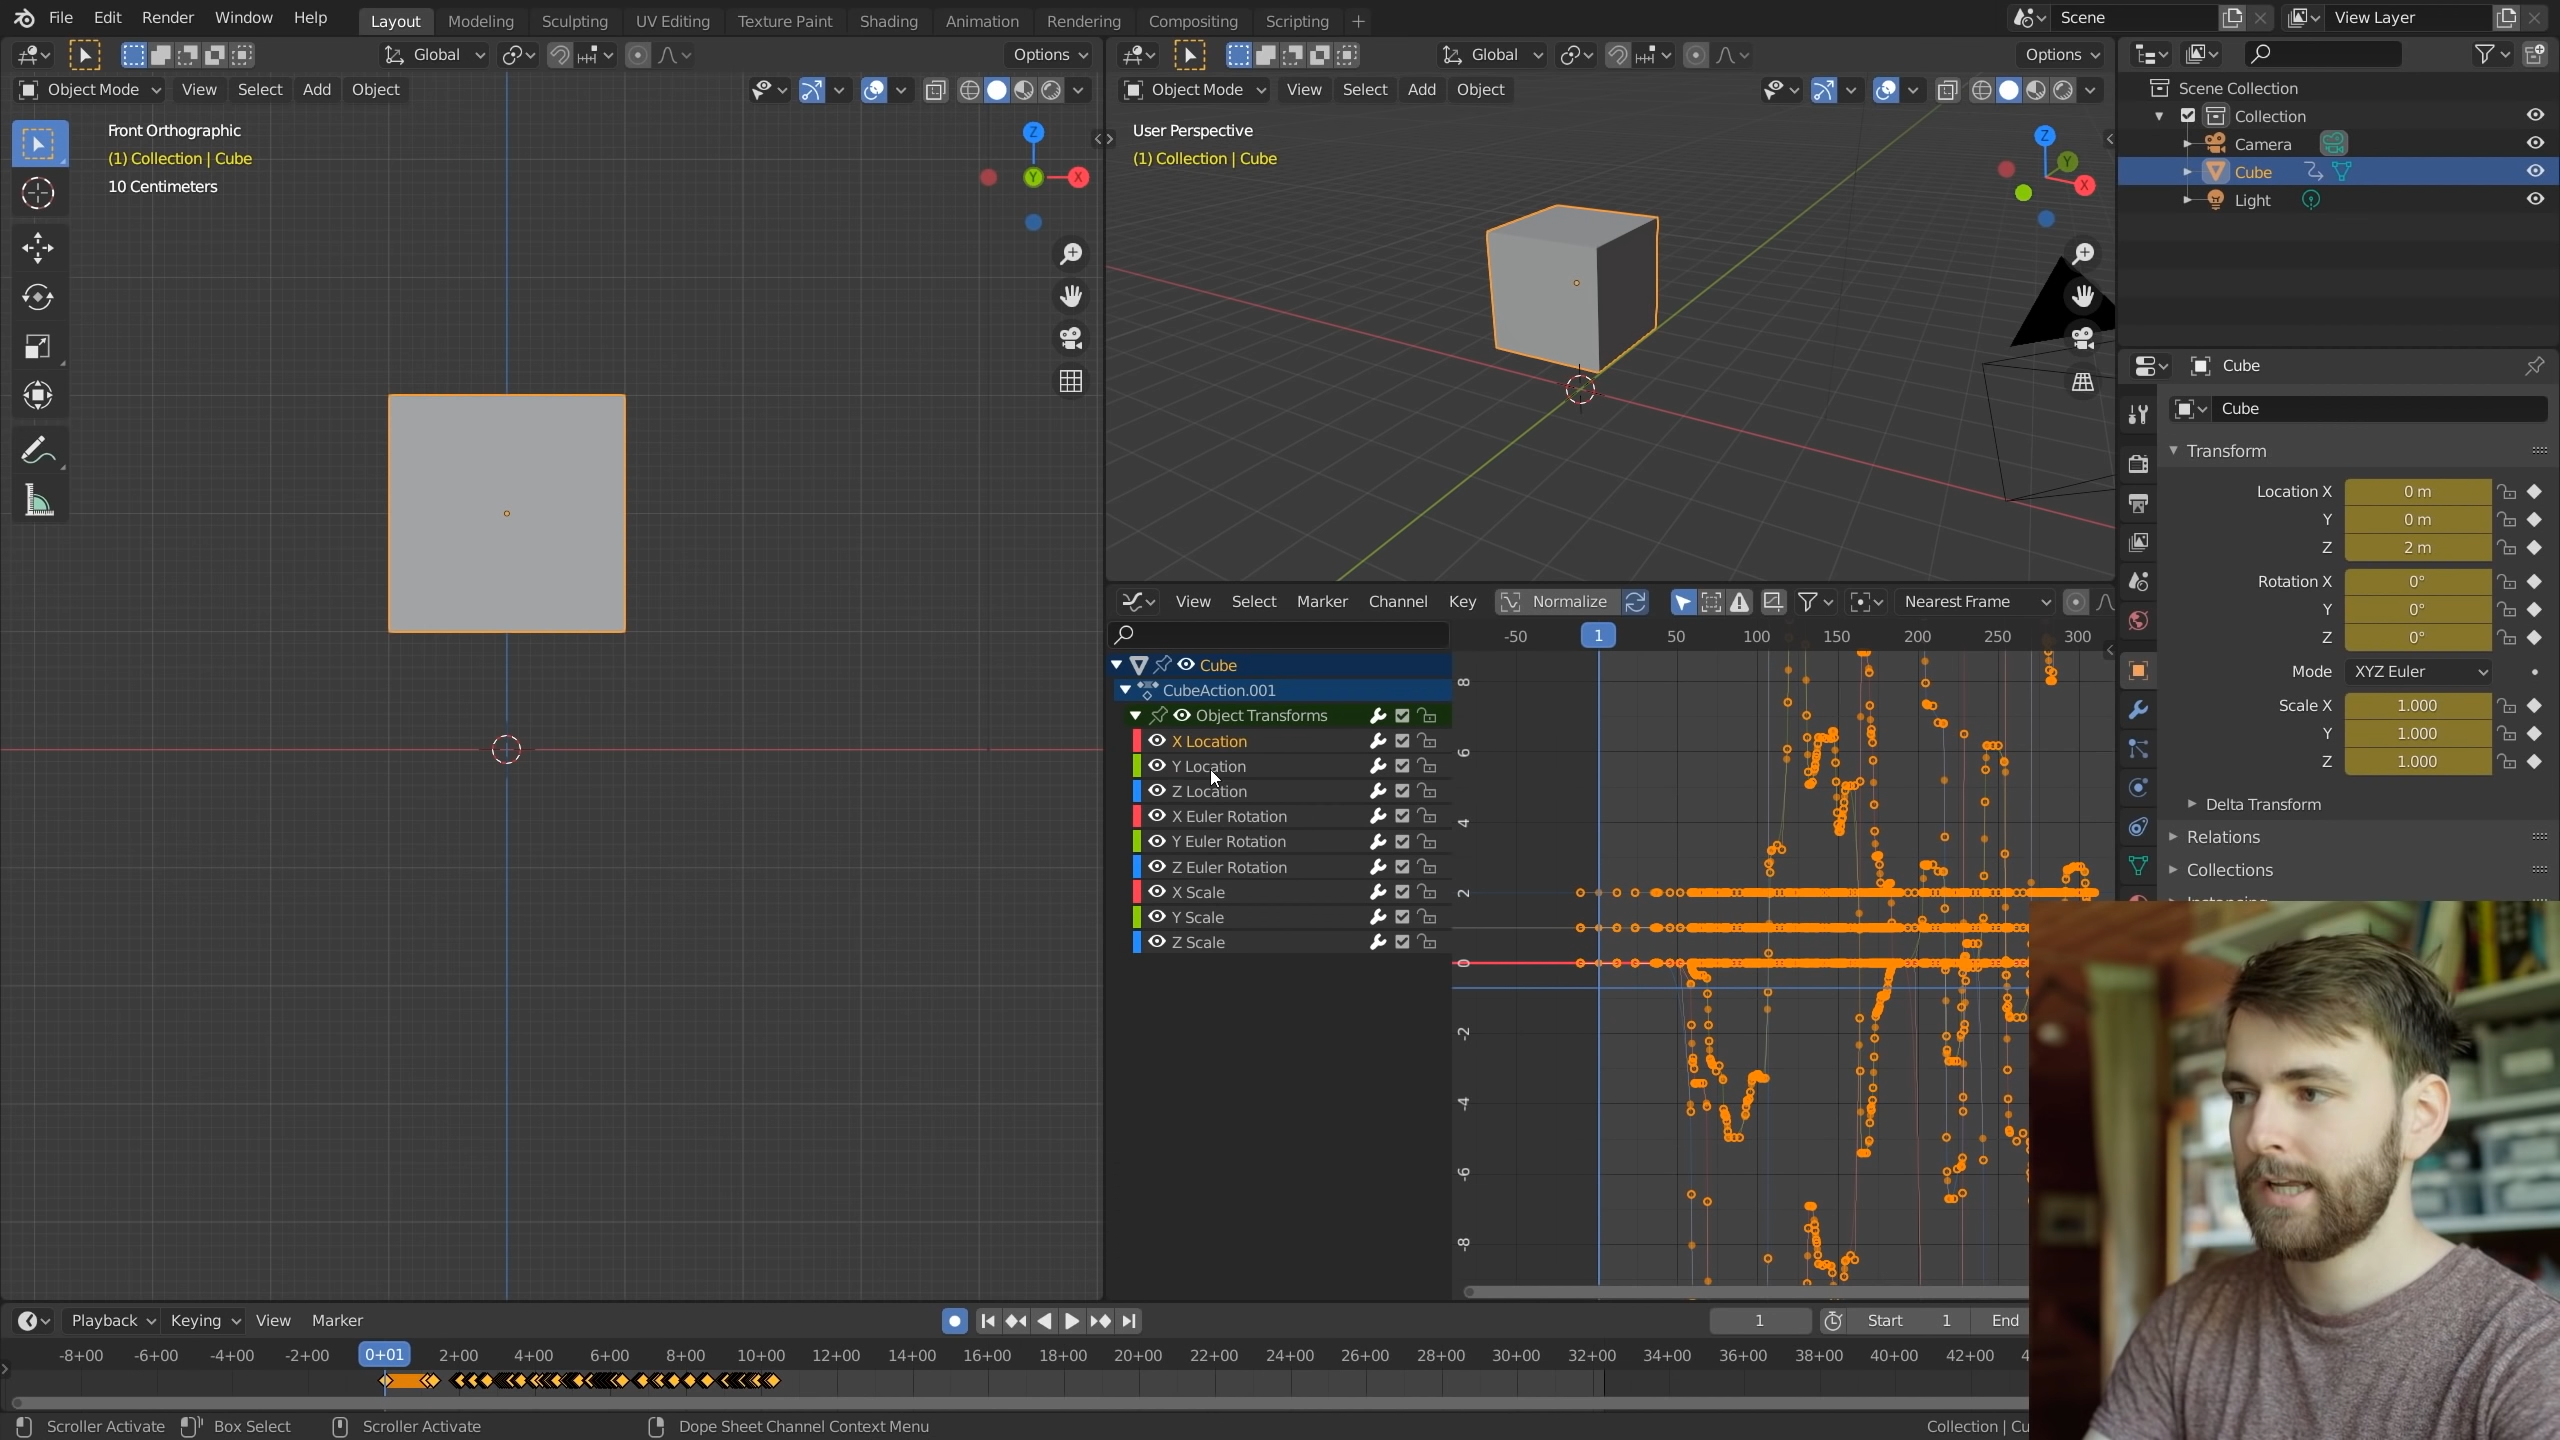 File Edit Render Window Help
Layout Modeling Sculpting UV Editing Texture Paint Shading Animation Rendering Compositing Scripting +
Scene View Layer
Global Options
Object Mode View Select Add Object
Front Orthographic
(1) Collection | Cube
10 Centimeters
Z
Y
X
Global Options
Object Mode View Select Add Object
User Perspective
(1) Collection | Cube
Z
Y
X
Scene Collection
Collection
Camera
Cube
Light
Cube
Cube
Transform
Location X 0 m
Y 0 m
Z 2 m
Rotation X 0°
Y 0°
Z 0°
Mode XYZ Euler
Scale X 1.000
Y 1.000
Z 1.000
Delta Transform
Relations
Collections
View Select Marker Channel Key Normalize Nearest Frame
-50 1 50 100 150 200 250 300
Cube
CubeAction.001
Object Transforms
X Location
Y Location
Z Location
X Euler Rotation
Y Euler Rotation
Z Euler Rotation
X Scale
Y Scale
Z Scale
8
6
4
2
0
-2
-4
-6
-8
Playback Keying View Marker
1 Start 1 End
-8+00 -6+00 -4+00 -2+00 0+01 2+00 4+00 6+00 8+00 10+00 12+00 14+00 16+00 18+00 20+00 22+00 24+00 26+00 28+00 30+00 32+00 34+00 36+00 38+00 40+00 42+00 4
Scroller Activate Box Select Scroller Activate Dope Sheet Channel Context Menu
Collection | Cu